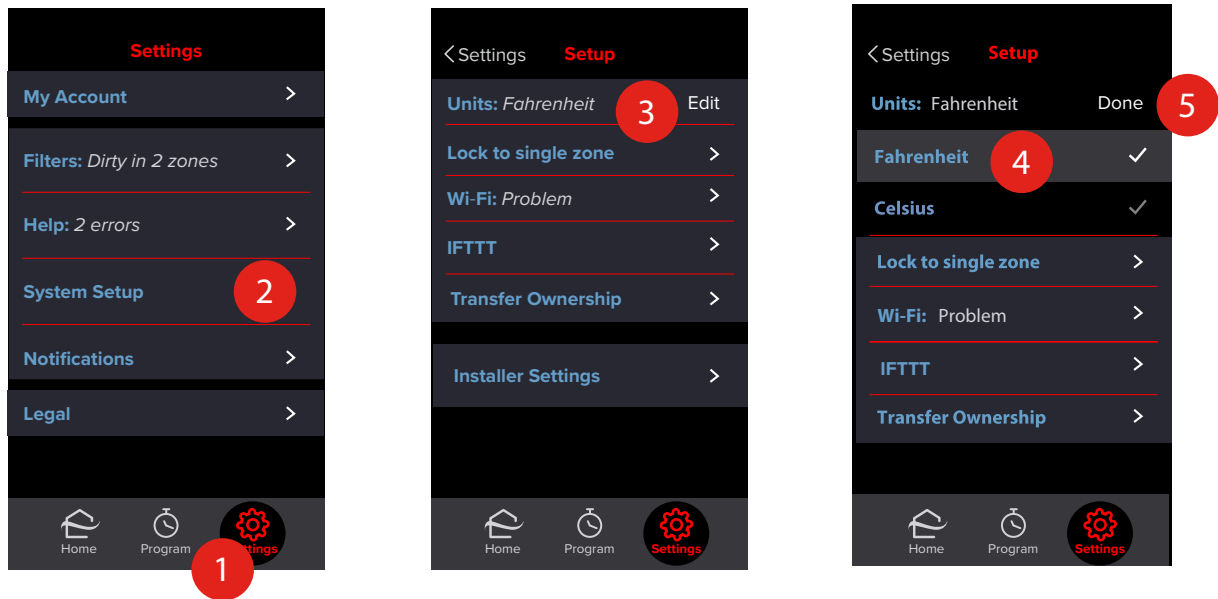 Settings
My Account
Filters: Dirty in 2 zones
Help: 2 errors
System Setup
2
Notifications
Legal
Home
Program
Settings
1
Settings
Setup
Units: Fahrenheit
3
Edit
Lock to single zone
Wi-Fi: Problem
IFTTT
Transfer Ownership
Installer Settings
Home
Program
Settings
Settings
Setup
Units: Fahrenheit
Done
5
Fahrenheit
4
Celsius
Lock to single zone
Wi-Fi: Problem
IFTTT
Transfer Ownership
Home
Program
Settings